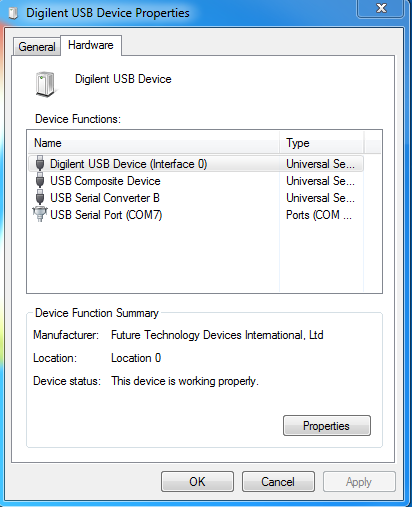 Digilent USB Device Properties
General
Hardware
Digilent USB Device
Device Functions:
Name Type
Digilent USB Device (Interface 0) Universal Se...
USB Composite Device Universal Se...
USB Serial Converter B Universal Se...
USB Serial Port (COM7) Ports (COM ...
Device Function Summary
Manufacturer: Future Technology Devices International, Ltd
Location: Location 0
Device status: This device is working properly.
Properties
OK Cancel Apply